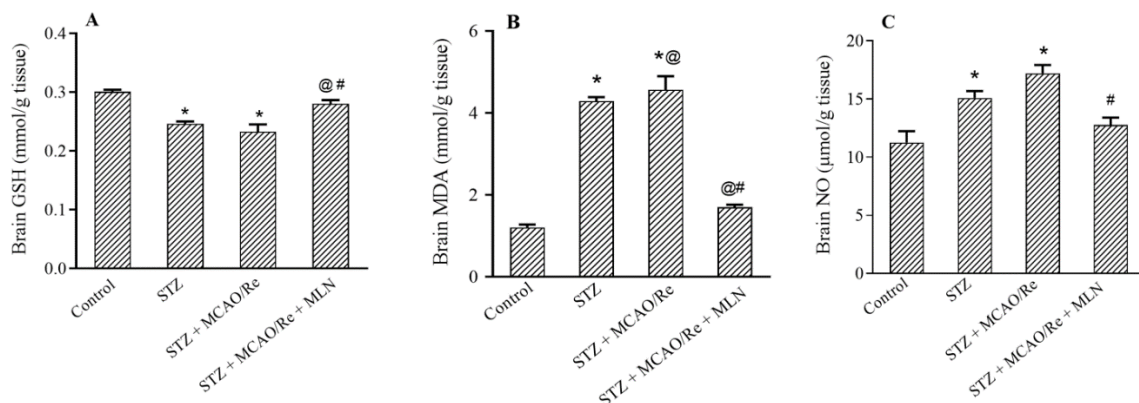 A
Brain GSH (mmol/g tissue)
0.4
0.3
0.2
0.1
0.0
*
*
@ #
Control
STZ
STZ + MCAO/Re
STZ + MCAO/Re + MLN
B
Brain MDA (mmol/g tissue)
6
4
2
0
*
*@
@#
Control
STZ
STZ + MCAO/Re
STZ + MCAO/Re + MLN
C
Brain NO (μmol/g tissue)
20
15
10
5
0
*
*
#
Control
STZ
STZ + MCAO/Re
STZ + MCAO/Re + MLN